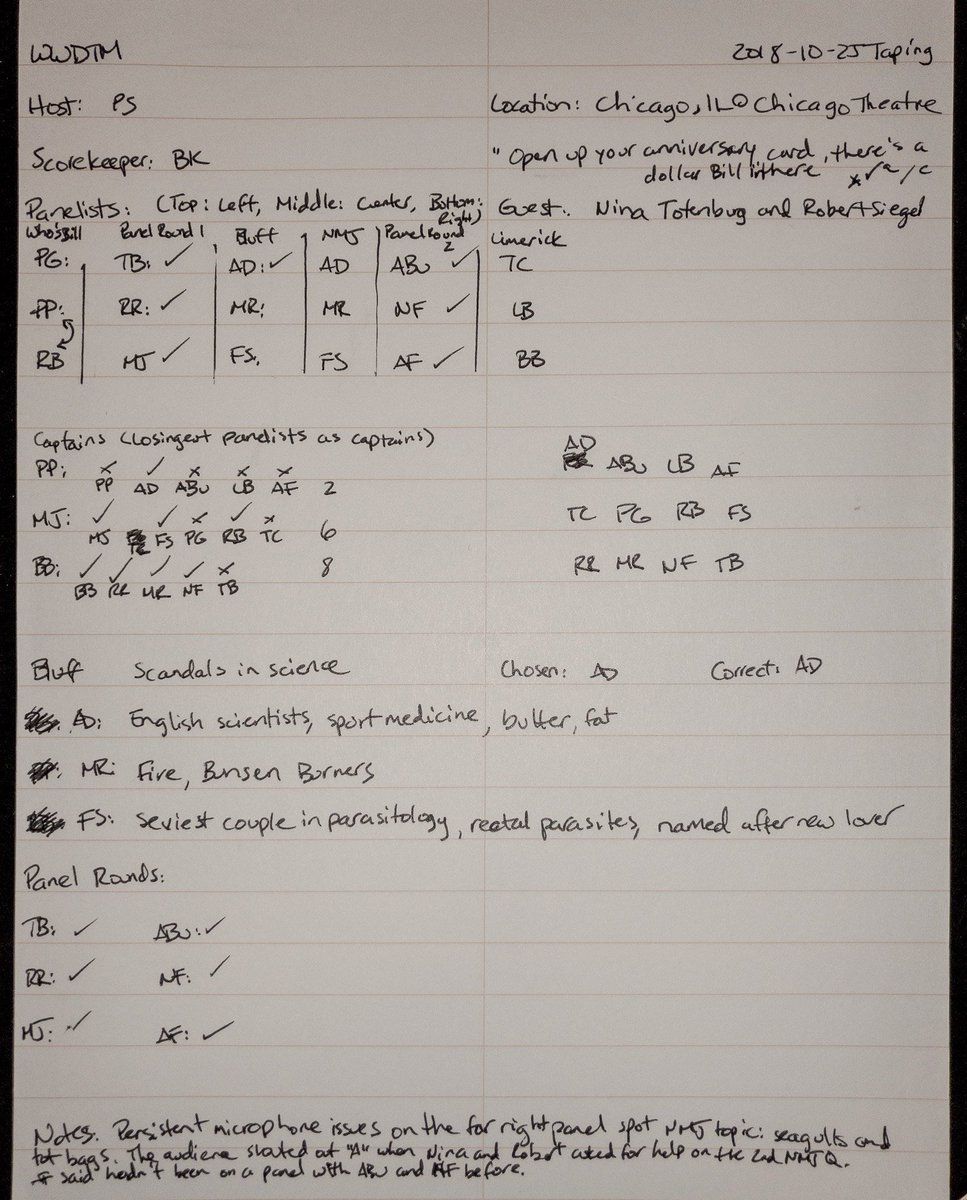 WWDTM 2018-10-25 Taping
Host: PS Location: Chicago, IL @ Chicago Theatre
Scorekeeper: BK "Open up your anniversary card, there's a
dollar Bill in there
Panelists: (Top: Left, Middle: Center, Bottom: Right) Guest: Nina Totenbug and Robert Siegel
Who's Bill Panel Round 1 Bluff NMJ Panel Round 2 Limerick
PG: TB: ✓ AD: ✓ AD ABU ✓ TC
PP: RR: ✓ MR: MR NF ✓ LB
RB MJ ✓ FS. FS AF ✓ BB
Captains (losingest panelists as captains)
AD
PP: x ✓ x x x ABU LB AF
PP AD ABU LB AF 2
MJ: ✓ ✓ x ✓ x TC PG RB FS
MJ FS PG RB TC 6
BB: ✓ ✓ ✓ ✓ x 8 RR MR NF TB
BB RR MR NF TB
Bluff Scandals in science Chosen: AD Correct: AD
AD: English scientists, sport medicine, butter, fat
MR: Fire, Bunsen Burners
FS: Sexiest couple in parasitology, rectal parasites, named after new lover
Panel Rounds:
TB: ✓ ABU: ✓
RR: ✓ NF: ✓
MJ: ✓ AF: ✓
Notes. Persistent microphone issues on the far right panel spot NMJ topic: seagulls and
tot bags. The audience shouted out "A" when Nina and Robert asked for help on the 2nd NMJ Q.
said hadn't been on a panel with ABU and AF before.